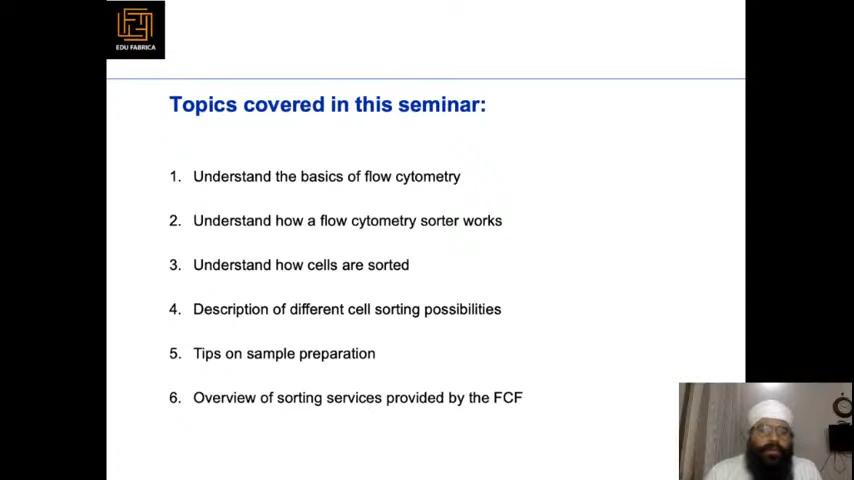 EDU FABRICA
Topics covered in this seminar:
1. Understand the basics of flow cytometry
2. Understand how a flow cytometry sorter works
3. Understand how cells are sorted
4. Description of different cell sorting possibilities
5. Tips on sample preparation
6. Overview of sorting services provided by the FCF